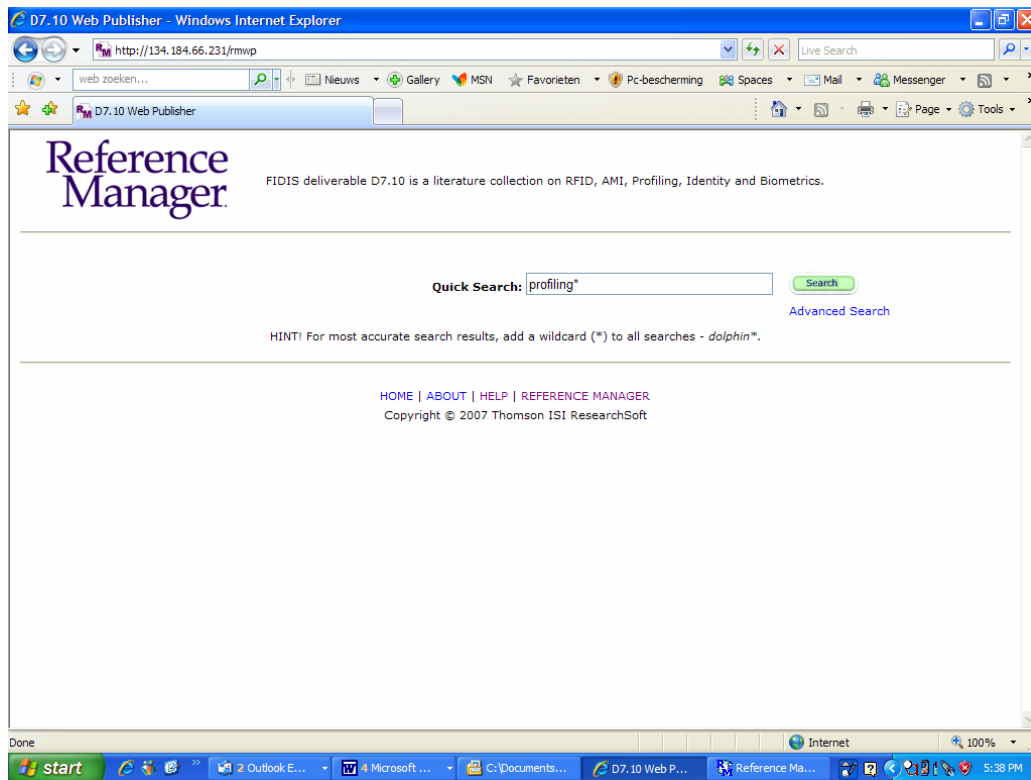 D7.10 Web Publisher - Windows Internet Explorer
http://134.184.66.231/rmwp
Live Search
web zoeken...
Nieuws
Gallery
MSN
Favorieten
Pc-bescherming
Spaces
Mail
Messenger
D7.10 Web Publisher
Page
Tools
Reference
Manager
FIDIS deliverable D7.10 is a literature collection on RFID, AMI, Profiling, Identity and Biometrics.
Quick Search: profiling* Search
Advanced Search
HINT! For most accurate search results, add a wildcard (*) to all searches - dolphin*.
HOME | ABOUT | HELP | REFERENCE MANAGER
Copyright © 2007 Thomson ISI ResearchSoft
Done
Internet
100%
start
2 Outlook E...
4 Microsoft ...
C:\Documents...
D7.10 Web P...
Reference Ma...
5:38 PM